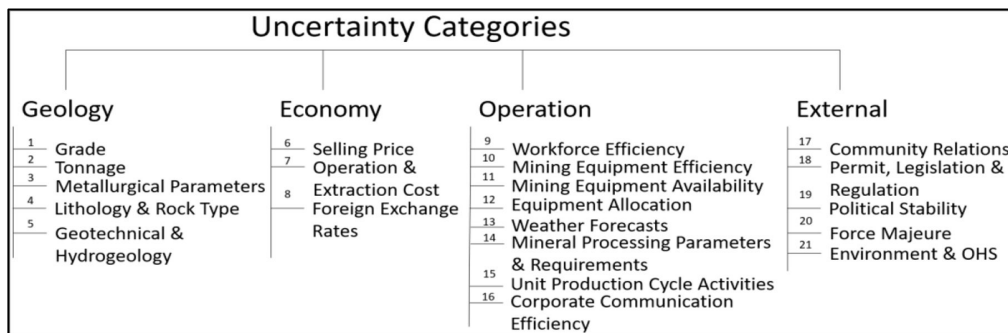 Uncertainty Categories
Geology
1 Grade
2 Tonnage
3 Metallurgical Parameters
4 Lithology & Rock Type
5 Geotechnical &
Hydrogeology
Economy
6 Selling Price
7 Operation &
Extraction Cost
8 Foreign Exchange
Rates
Operation
9 Workforce Efficiency
10 Mining Equipment Efficiency
11 Mining Equipment Availability
12 Equipment Allocation
13 Weather Forecasts
14 Mineral Processing Parameters
& Requirements
15 Unit Production Cycle Activities
16 Corporate Communication
Efficiency
External
17 Community Relations
18 Permit, Legislation &
Regulation
19 Political Stability
20 Force Majeure
21 Environment & OHS